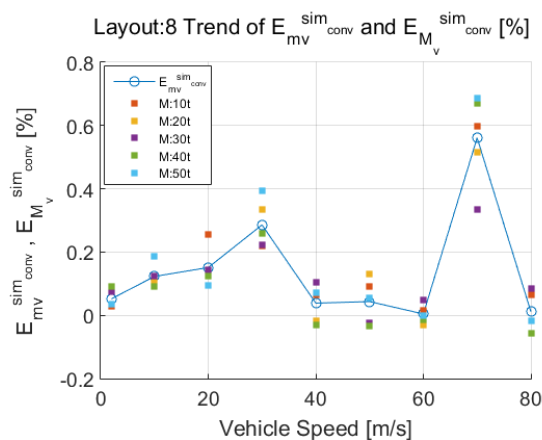 Layout:8 Trend of E_mv^sim_conv and E_M_v^sim_conv [%]
E_mv^sim_conv , E_M_v^sim_conv [%]
0.8
0.6
0.4
0.2
0
-0.2
E_mv^sim_conv
M:10t
M:20t
M:30t
M:40t
M:50t
0 20 40 60 80
Vehicle Speed [m/s]